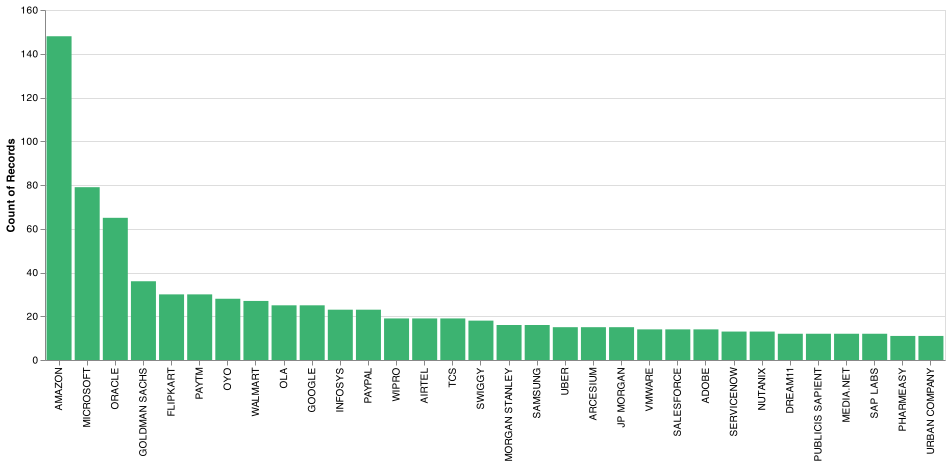 160
140
120
100
80
60
40
20
0
Count of Records
AMAZON
MICROSOFT
ORACLE
GOLDMAN SACHS
FLIPKART
PAYTM
OYO
WALMART
OLA
GOOGLE
INFOSYS
PAYPAL
WIPRO
AIRTEL
TCS
SWIGGY
MORGAN STANLEY
SAMSUNG
UBER
ARCESIUM
JP MORGAN
VMWARE
SALESFORCE
ADOBE
SERVICENOW
NUTANIX
DREAM11
PUBLICIS SAPIENT
MEDIA.NET
SAP LABS
PHARMEASY
URBAN COMPANY